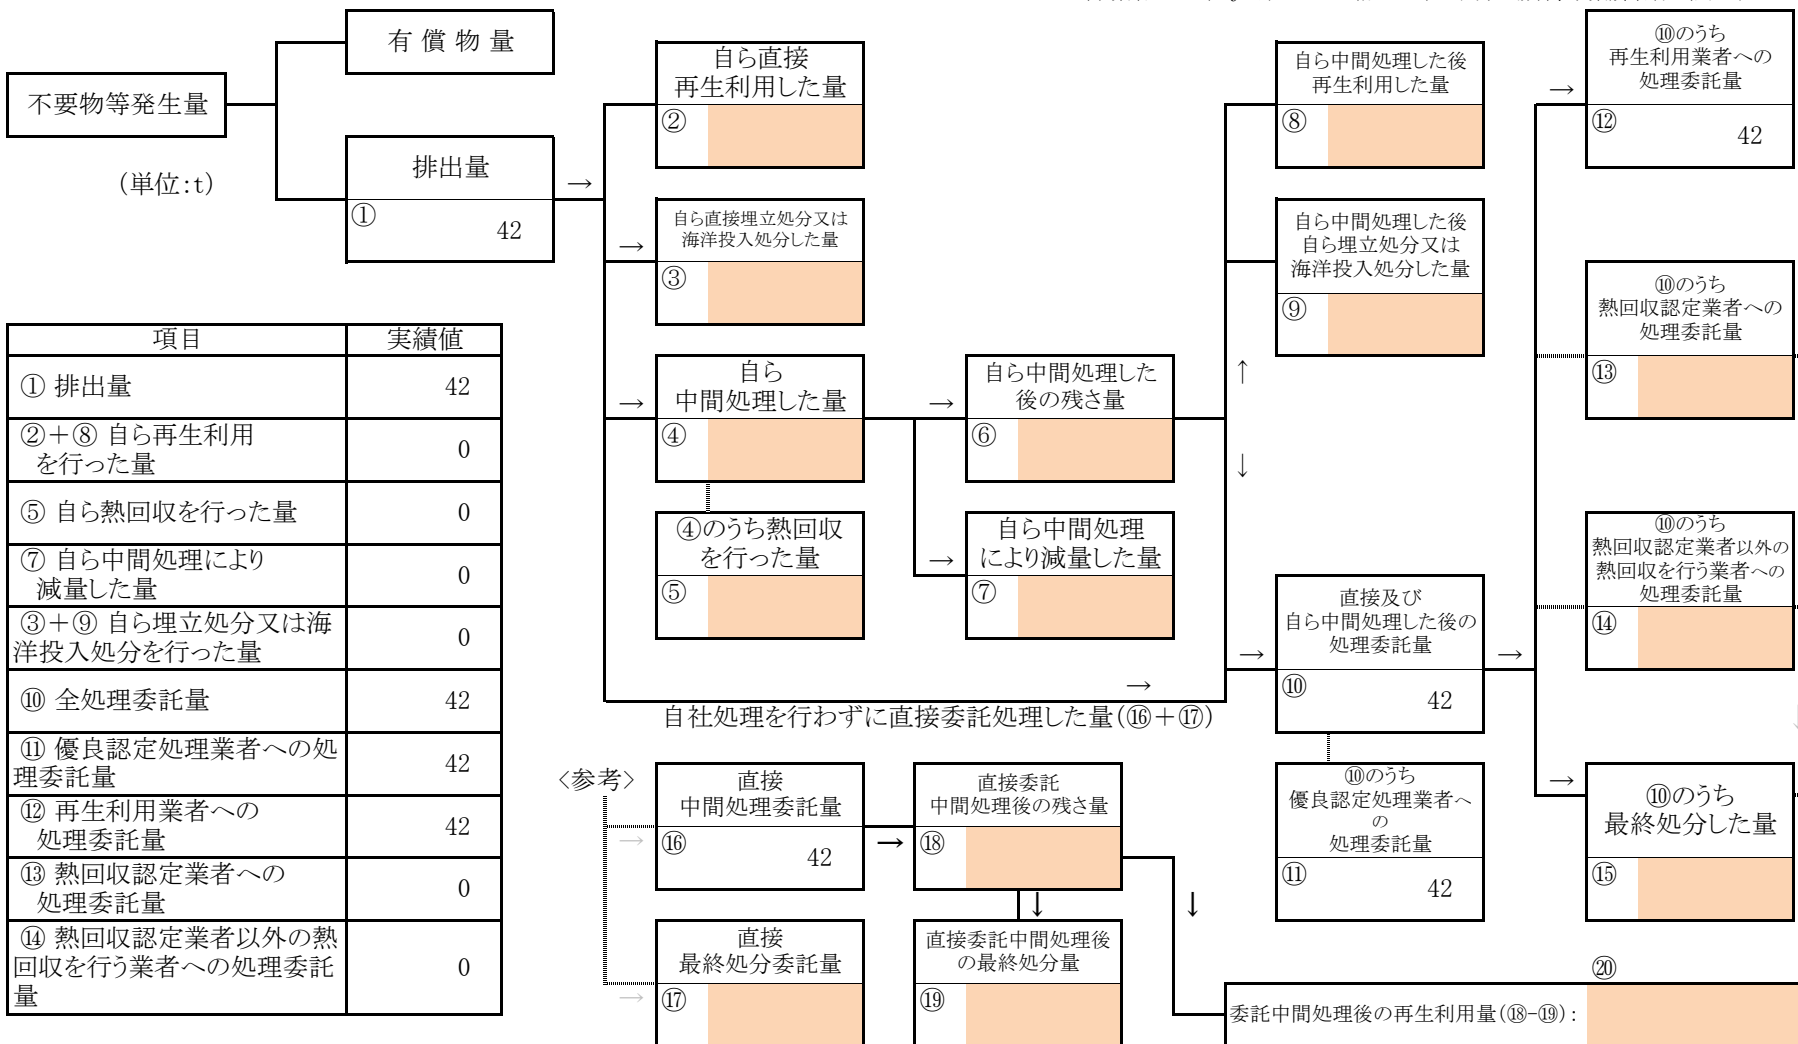 有 償 物 量
不要物等発生量
(単位:t)
排出量
→
①
42
自ら直接
再生利用した量
②
→
自ら直接埋立処分又は
海洋投入処分した量
③
→
自ら
中間処理した量
④
④のうち熱回収
を行った量
⑤
→
自ら中間処理した
後の残さ量
⑥
→
自ら中間処理
により減量した量
⑦
自ら中間処理した後
再生利用した量
⑧
自ら中間処理した後
自ら埋立処分又は
海洋投入処分した量
⑨
↑
↓
→
自社処理を行わずに直接委託処理した量(⑯+⑰)
→
直接及び
自ら中間処理した後の
処理委託量
⑩
42
⑩のうち
優良認定処理業者へ
の
処理委託量
⑪
42
→
→
⑩のうち
再生利用業者への
処理委託量
⑫
42
⑩のうち
熱回収認定業者への
処理委託量
⑬
⑩のうち
熱回収認定業者以外の
熱回収を行う業者への
処理委託量
⑭
→
⑩のうち
最終処分した量
⑮
項目 実績値
① 排出量 42
②+⑧ 自ら再生利用
を行った量 0
⑤ 自ら熱回収を行った量 0
⑦ 自ら中間処理により
減量した量 0
③+⑨ 自ら埋立処分又は海
洋投入処分を行った量 0
⑩ 全処理委託量 42
⑪ 優良認定処理業者への処
理委託量 42
⑫ 再生利用業者への
処理委託量 42
⑬ 熱回収認定業者への
処理委託量 0
⑭ 熱回収認定業者以外の熱
回収を行う業者への処理委託
量 0
<参考>
→
直接
中間処理委託量
⑯
42
→
直接委託
中間処理後の残さ量
⑱
↓
↓
→
直接
最終処分委託量
⑰
直接委託中間処理後
の最終処分量
⑲
⑳
委託中間処理後の再生利用量(⑱-⑲):